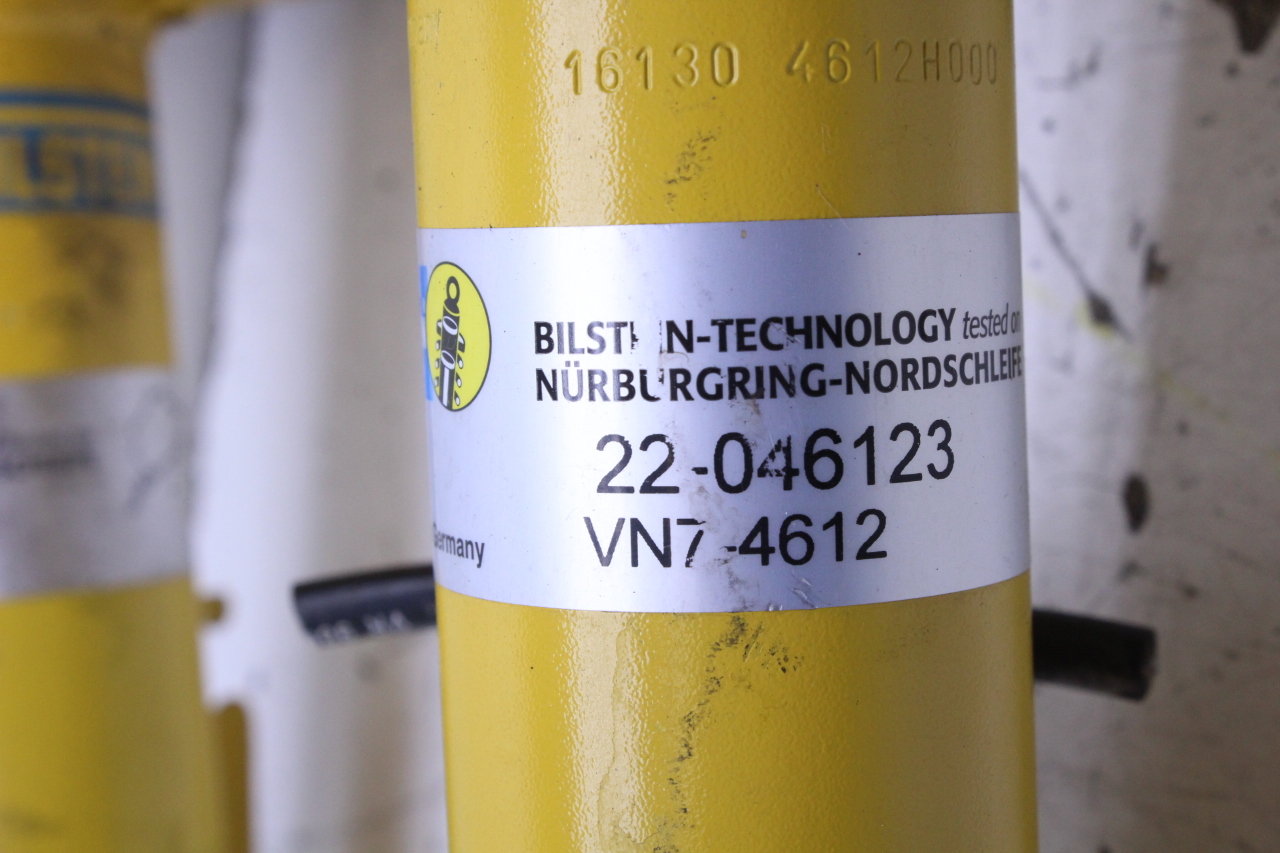 16130 4612H000
BILSTEIN-TECHNOLOGY tested on
NÜRBURGRING-NORDSCHLEIFE
22-046123
VN7-4612
Germany